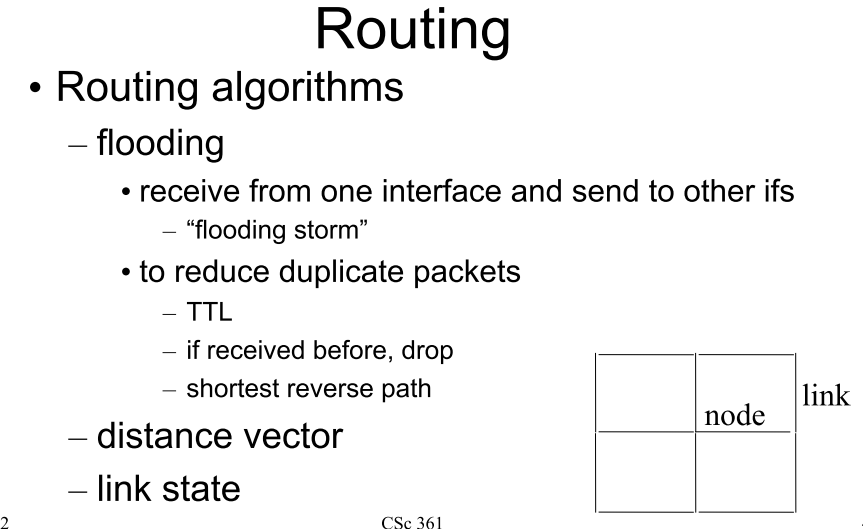 Routing
• Routing algorithms
– flooding
• receive from one interface and send to other ifs
– “flooding storm”
• to reduce duplicate packets
– TTL
– if received before, drop
– shortest reverse path
link
node
– distance vector
– link state
2
CSc 361